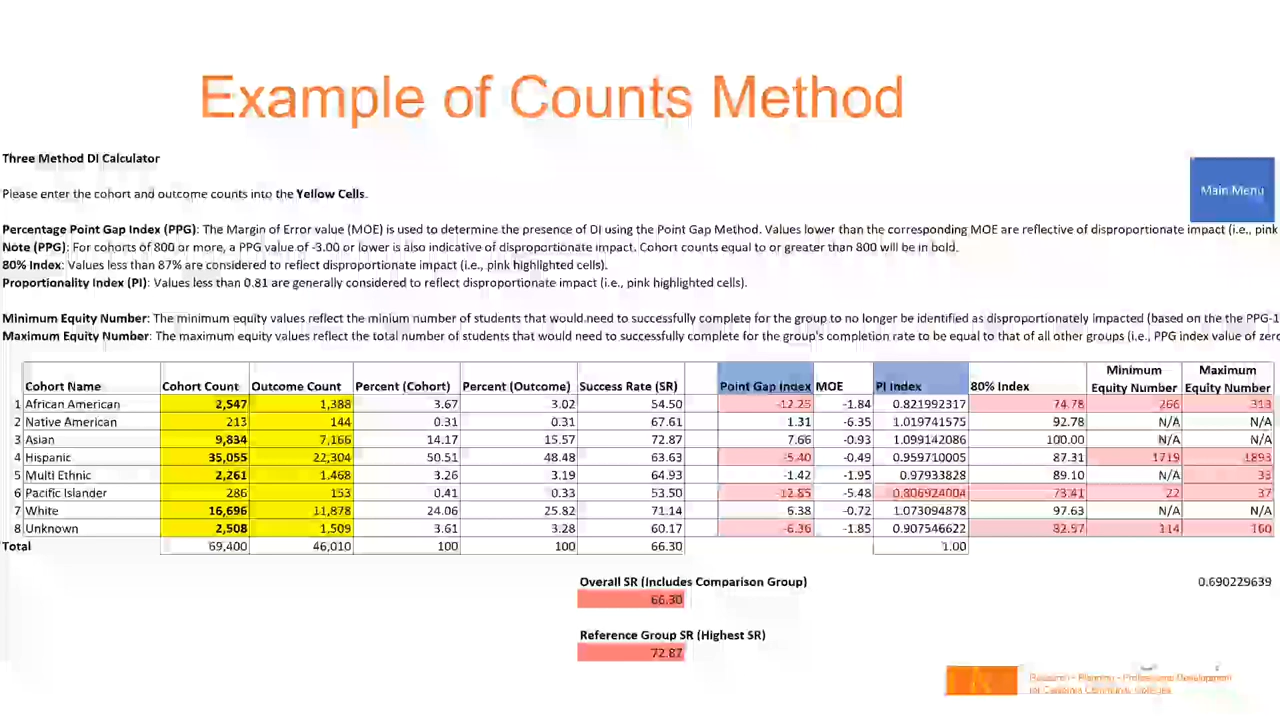 Example of Counts Method
Three Method DI Calculator
Main Menu
Please enter the cohort and outcome counts into the Yellow Cells.
Percentage Point Gap Index (PPG): The Margin of Error value (MOE) is used to determine the presence of DI using the Point Gap Method. Values lower than the corresponding MOE are reflective of disproportionate impact (i.e., pink
Note (PPG): For cohorts of 800 or more, a PPG value of -3.00 or lower is also indicative of disproportionate impact. Cohort counts equal to or greater than 800 will be in bold.
80% Index: Values less than 87% are considered to reflect disproportionate impact (i.e., pink highlighted cells).
Proportionality Index (PI): Values less than 0.81 are generally considered to reflect disproportionate impact (i.e., pink highlighted cells).
Minimum Equity Number: The minimum equity values reflect the minium number of students that would.need to successfully complete for the group to no longer be identified as disproportionately impacted (based on the the PPG-1
Maximum Equity Number: The maximum equity values reflect the total number of students that would need to successfully complete for the group's completion rate to be equal to that of all other groups (i.e., PPG index value of zero
Cohort Name Cohort Count Outcome Count Percent (Cohort) Percent (Outcome) Success Rate (SR) Point Gap Index MOE PI Index 80% Index Minimum Equity Number Maximum Equity Number
1 African American 2,547 1,388 3.67 3.02 54.50 -12.25 -1.84 0.821992317 74.78 266 313
2 Native American 213 144 0.31 0.31 67.61 1.31 -6.35 1.019741575 92.78 N/A N/A
3 Asian 9,834 7,166 14.17 15.57 72.87 7.66 -0.93 1.099142086 100.00 N/A N/A
4 Hispanic 35,055 22,304 50.51 48.48 63.63 -5.40 -0.49 0.959710005 87.31 1719 1893
5 Multi Ethnic 2,261 1,468 3.26 3.19 64.93 -1.42 -1.95 0.97933828 89.10 N/A 33
6 Pacific Islander 286 153 0.41 0.33 53.50 -12.85 -5.48 0.806924004 73.41 22 37
7 White 16,696 11,878 24.06 25.82 71.14 6.38 -0.72 1.073094878 97.63 N/A N/A
8 Unknown 2,508 1,509 3.61 3.28 60.17 -6.36 -1.85 0.907546622 82.57 114 160
Total 69,400 46,010 100 100 66.30 1.00
Overall SR (Includes Comparison Group) 0.690229639
66.30
Reference Group SR (Highest SR)
72.87
Research • Planning • Professional Development
for California Community Colleges